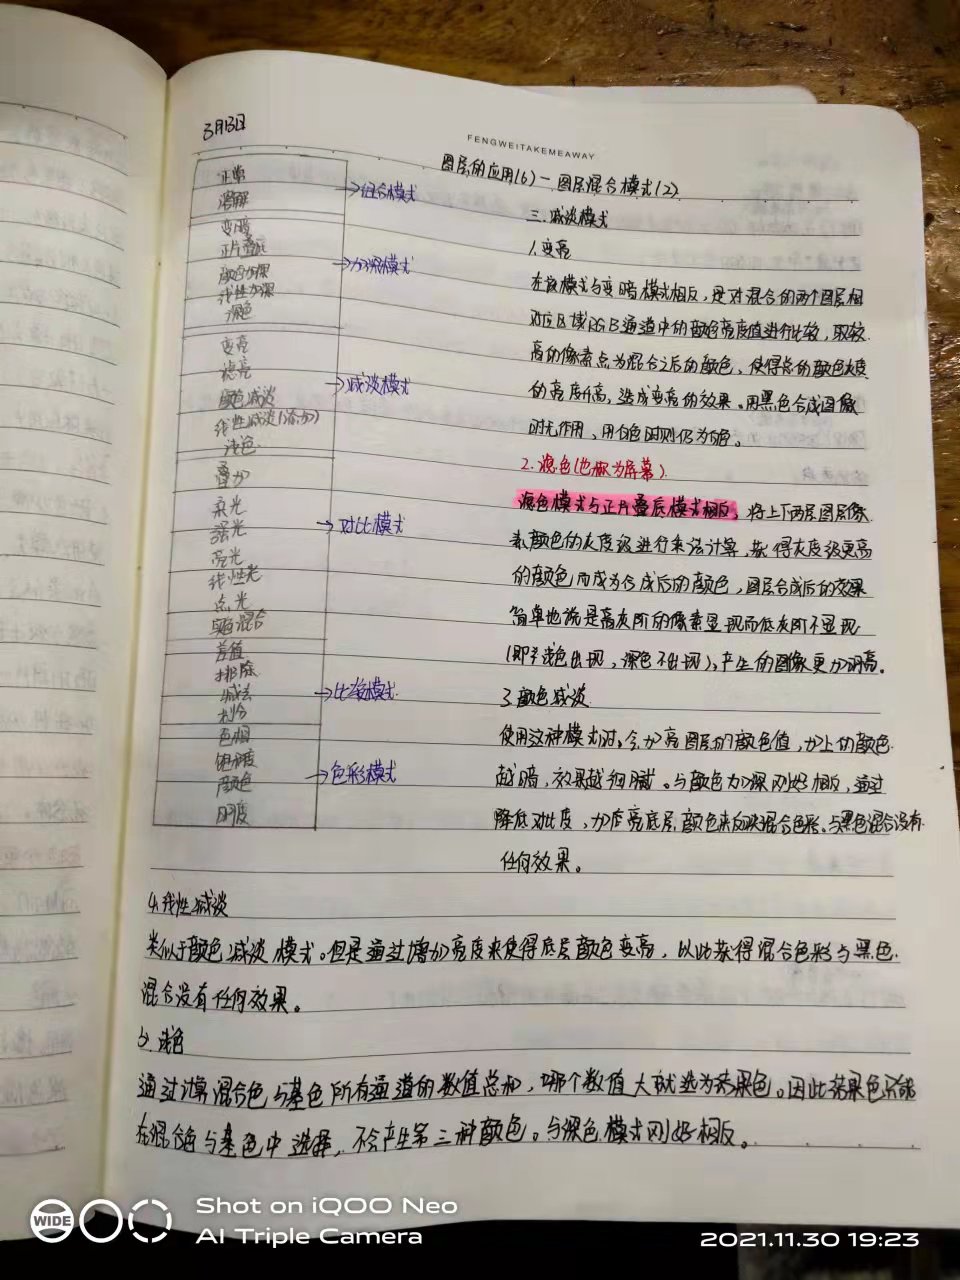 3月13日
FENGWEITAKEMEAWAY
图层的应用(6)一图层混合模式(2)
正常
溶解
→组合模式
变暗
正片叠底
颜色加深
线性加深
深色
→加深模式
变亮
滤亮
颜色减淡
线性减淡(添加)
浅色
→减淡模式
叠加
柔光
强光
亮光
线性光
点光
实色混合
→对比模式
差值
排除
减去
划分
→比较模式
色相
饱和度
颜色
明度
→色彩模式
三.减淡模式
1.变亮
在该模式与变暗模式相反,是对混合的两个图层相
对应区域RGB通道中的颜色亮度值进行比较,取较
高的像素点为混合之后的颜色,使得总的颜色灰度
的亮度升高,造成变亮的效果。用黑色合成图像
时无作用,用白色时则仍为白色。
2.滤色(也称为屏幕)
滤色模式与正片叠底模式相反,将上下两层图层像
素颜色的灰度级进行乘法计算,获得灰度级更高
的颜色而成为合成后的颜色,图层合成后的效果
简单地说是高灰阶的像素显现而低灰阶不显现
(即浅色出现,深色不出现),产生的图像更加明亮。
3.颜色减淡
使用这种模式时。会加亮图层的颜色值,加上的颜色
越暗,效果越细腻。与颜色加深刚好相反,通过
降低对比度,加亮底层颜色来反映混合色彩。与黑色混合没有
任何效果。
4.线性减淡
类似于颜色减淡模式。但是通过增加亮度来使得底层颜色变亮,以此获得混合色彩与黑色
混合没有任何效果。
5.浅色
通过计算混合色与基色所有通道的数值总和,哪个数值大就选为结果色。因此结果色只能
在混合色与基色中选择,不会产生第三种颜色。与深色模式刚好相反。
WIDE
Shot on iQOO Neo
AI Triple Camera
2021.11.30 19:23